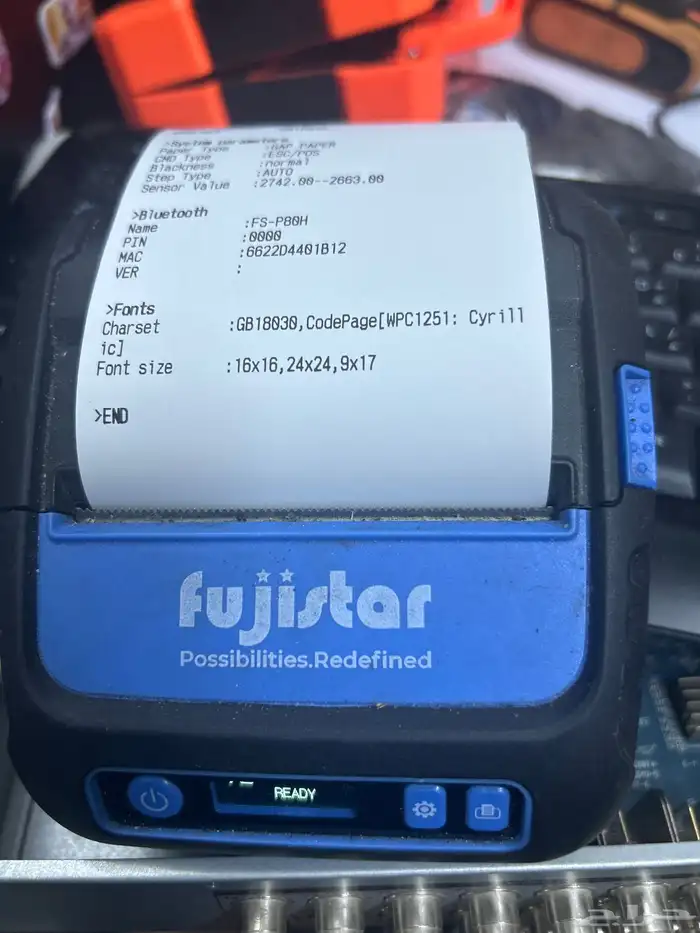 >System parameters
Paper Type :GAP PAPER
CMD Type :ESC/POS
Blackness :normal
Step Type :AUTO
Sensor Value :2742.00--2663.00
>Bluetooth
Name :FS-P80H
PIN :0000
MAC :6622D4401B12
VER :
>Fonts
Charset :GB18030,CodePage[WPC1251: Cyrill
ic]
Font size :16x16,24x24,9x17
>END
fujistar
Possibilities.Redefined
READY
حراج